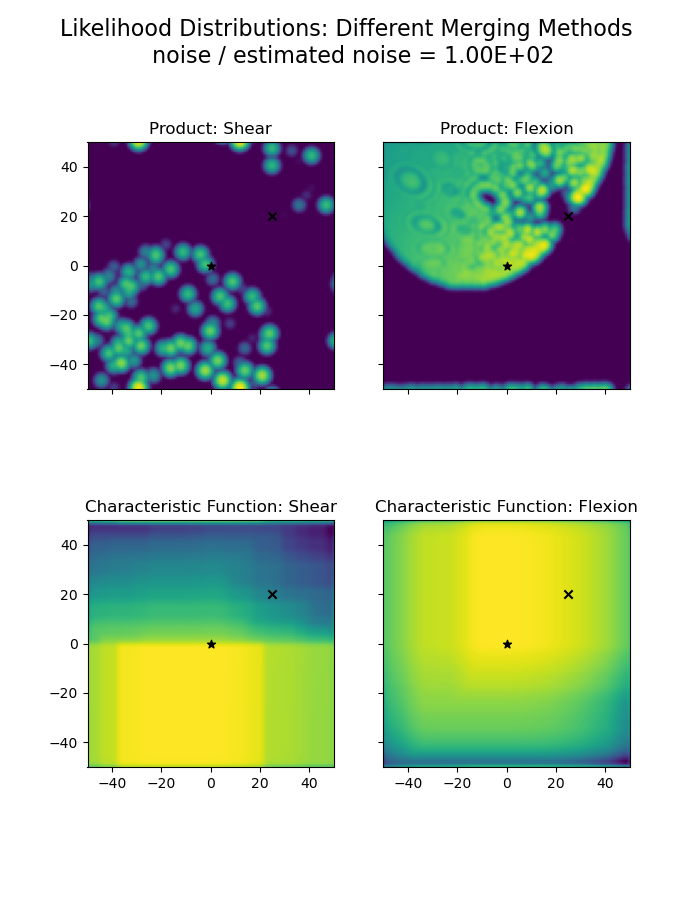 Likelihood Distributions: Different Merging Methods
noise / estimated noise = 1.00E+02
Product: Shear
Product: Flexion
40
20
0
−20
−40
Characteristic Function: Shear
Characteristic Function: Flexion
40
20
0
−20
−40
−40 −20 0 20 40
−40 −20 0 20 40